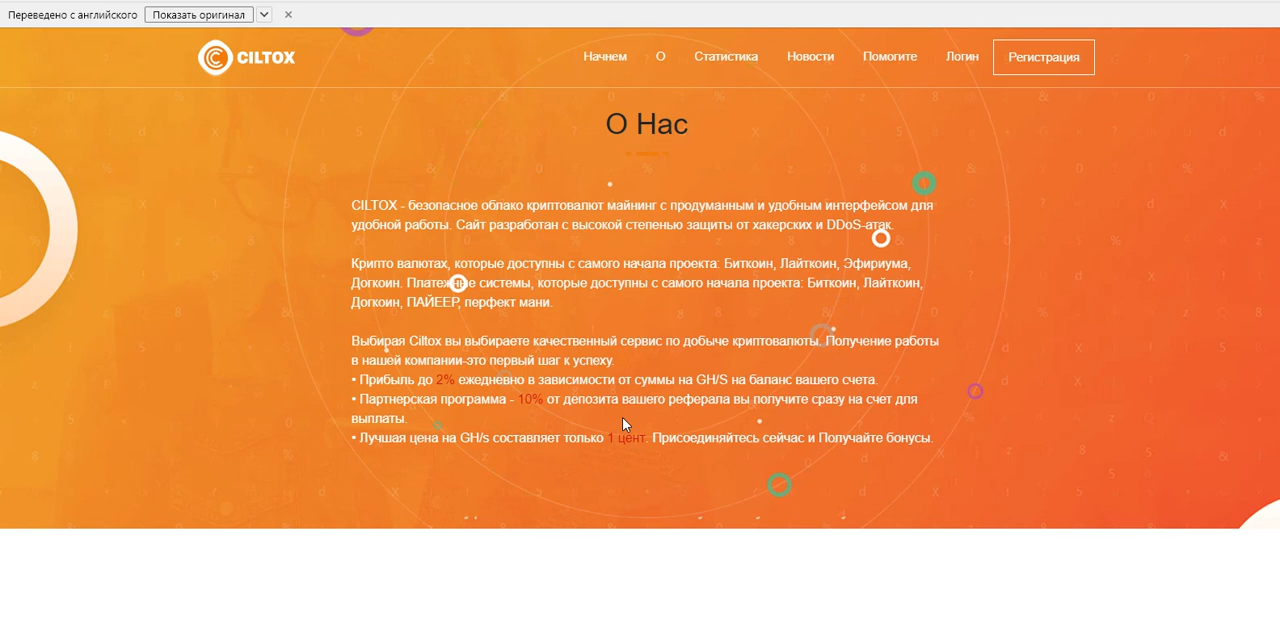 Переведено с английского Показать оригинал
CILTOX Начнем О Статистика Новости Помогите Логин Регистрация
О Нас
CILTOX - безопасное облако криптовалют майнинг с продуманным и удобным интерфейсом для
удобной работы. Сайт разработан с высокой степенью защиты от хакерских и DDoS-атак.
Крипто валютах, которые доступны с самого начала проекта: Биткоин, Лайткоин, Эфириума,
Догкоин. Платежные системы, которые доступны с самого начала проекта: Биткоин, Лайткоин,
Догкоин, ПАЙЕЕР, перфект мани.
Выбирая Ciltox вы выбираете качественный сервис по добыче криптовалюты. Получение работы
в нашей компании-это первый шаг к успеху.
• Прибыль до 2% ежедневно в зависимости от суммы на GH/S на баланс вашего счета.
• Партнерская программа - 10% от депозита вашего реферала вы получите сразу на счет для
выплаты.
• Лучшая цена на GH/s составляет только 1 цент. Присоединяйтесь сейчас и Получайте бонусы.